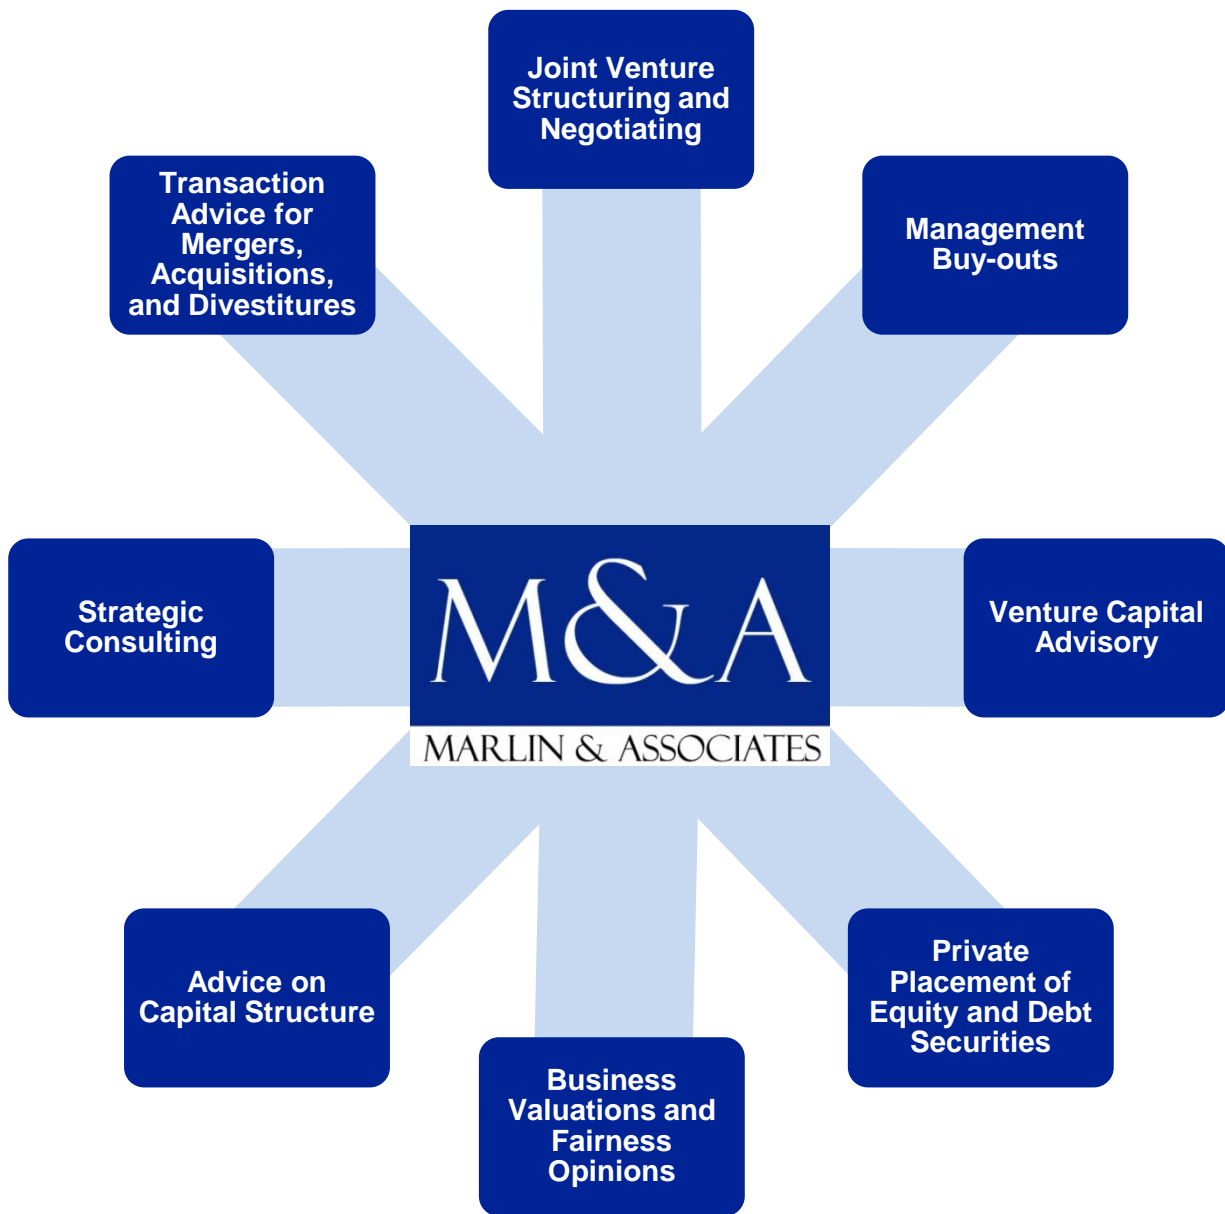 Joint Venture
Structuring and
Negotiating
Transaction
Advice for
Mergers,
Acquisitions,
and Divestitures
Management
Buy-outs
Strategic
Consulting
M&A
MARLIN & ASSOCIATES
Venture Capital
Advisory
Advice on
Capital Structure
Private
Placement of
Equity and Debt
Securities
Business
Valuations and
Fairness
Opinions